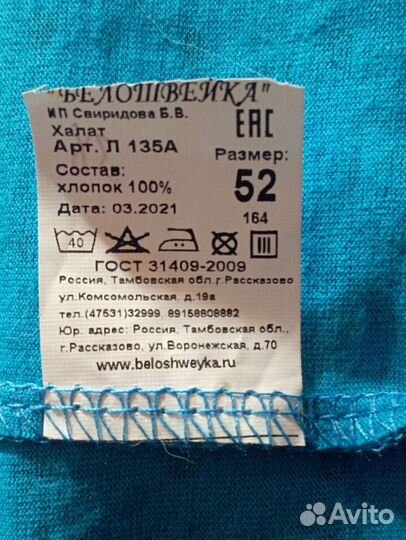 "БЕЛОШВЕЙКА"
ИП Свиридова Б.В.
Халат
Арт. Л 135А
Состав:
хлопок 100%
Дата: 03.2021
EAC
Размер:
52
164
40
ГОСТ 31409-2009
Россия, Тамбовская обл.г.Рассказово
ул.Комсомольская, д.19а
тел.(47531)32999, 89158808882
Юр. адрес: Россия, Тамбовская обл.,
г.Рассказово, ул.Воронежская, д.70
www.beloshweyka.ru
Avito